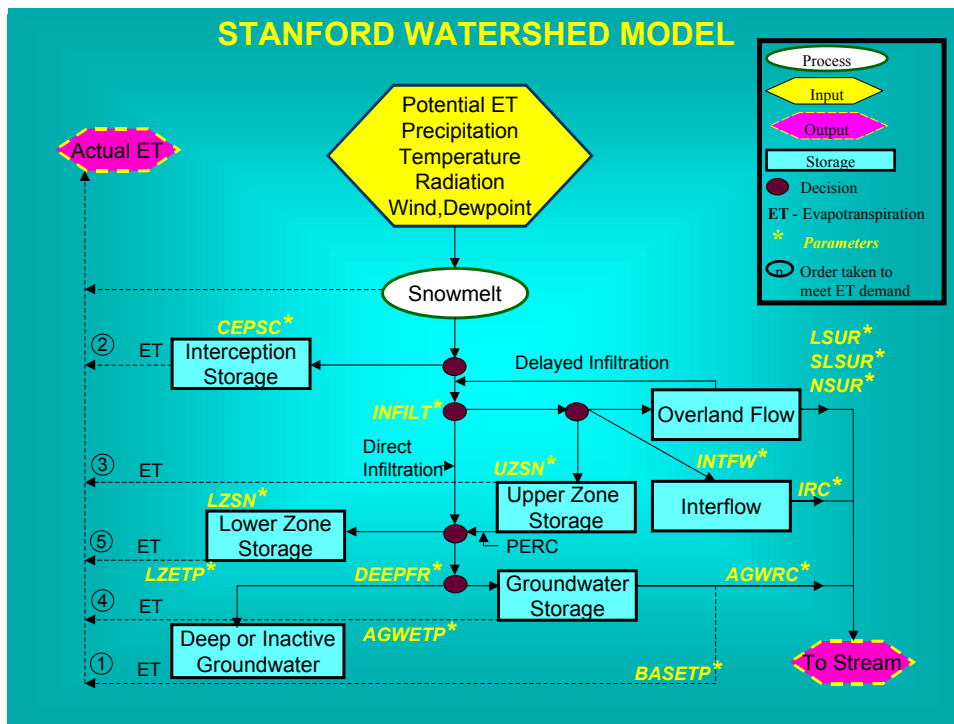 STANFORD WATERSHED MODEL
Process
Input
Output
Storage
Decision
ET - Evapotranspiration
* Parameters
n Order taken to
meet ET demand
Potential ET
Precipitation
Temperature
Radiation
Wind,Dewpoint
Actual ET
Snowmelt
CEPSC*
② ET
Interception
Storage
Delayed Infiltration
LSUR*
SLSUR*
NSUR*
INFILT*
Overland Flow
Direct
Infiltration
③ ET
UZSN*
INTFW*
IRC*
Upper Zone
Storage
Interflow
LZSN*
Lower Zone
Storage
PERC
⑤ ET
LZETP*
DEEPFR*
Groundwater
Storage
AGWRC*
④ ET
AGWETP*
Deep or Inactive
Groundwater
① ET
BASETP*
To Stream